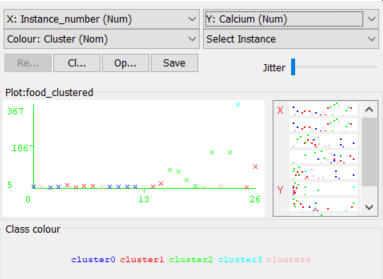 X: Instance_number (Num)
Y: Calcium (Num)
Colour: Cluster (Nom)
Select Instance
Re...
Cl...
Op...
Save
Jitter
Plot:food_clustered
367
186
5
0
13
26
X
Y
Class colour
cluster0 cluster1 cluster2 cluster3 cluster4